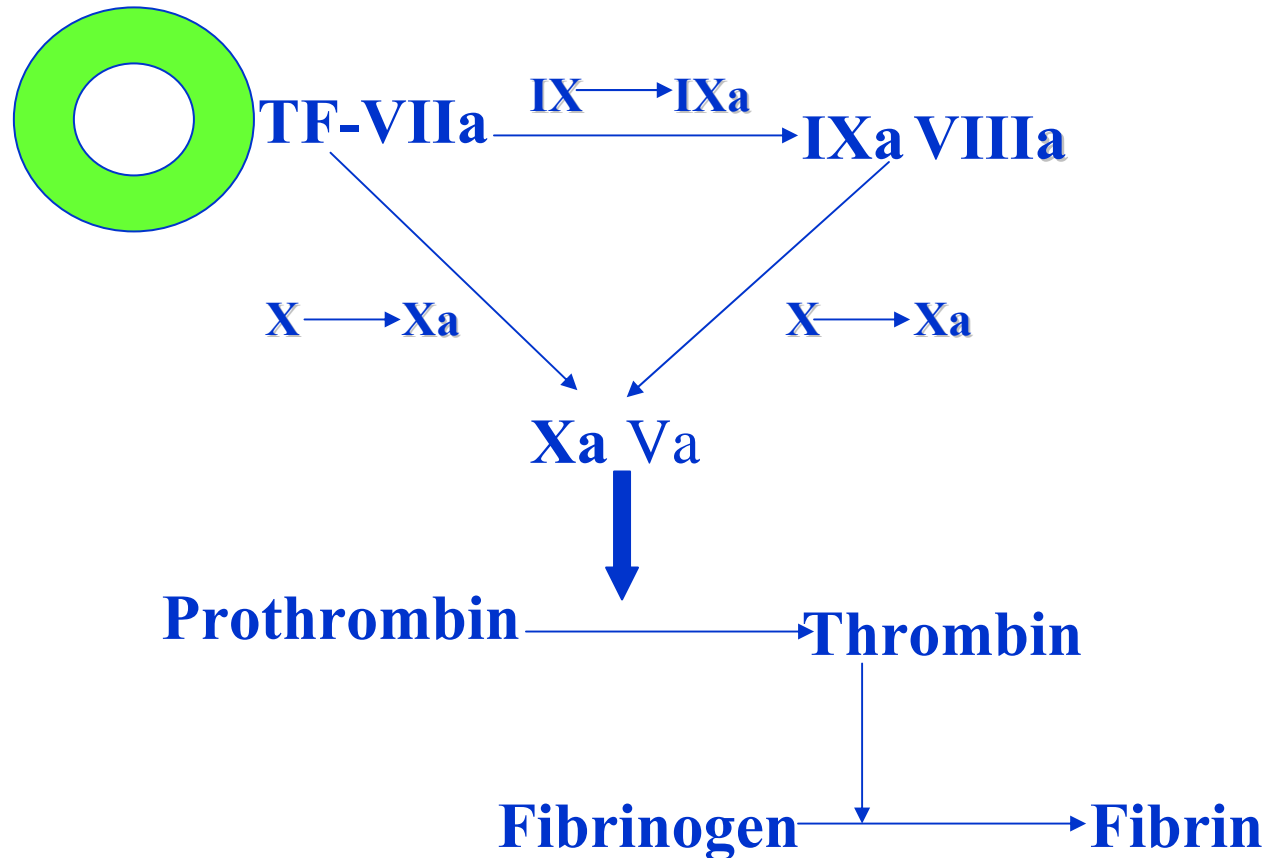 IX IXa
TF-VIIa IXa VIIIa
X Xa X Xa
Xa Va
Prothrombin Thrombin
Fibrinogen Fibrin